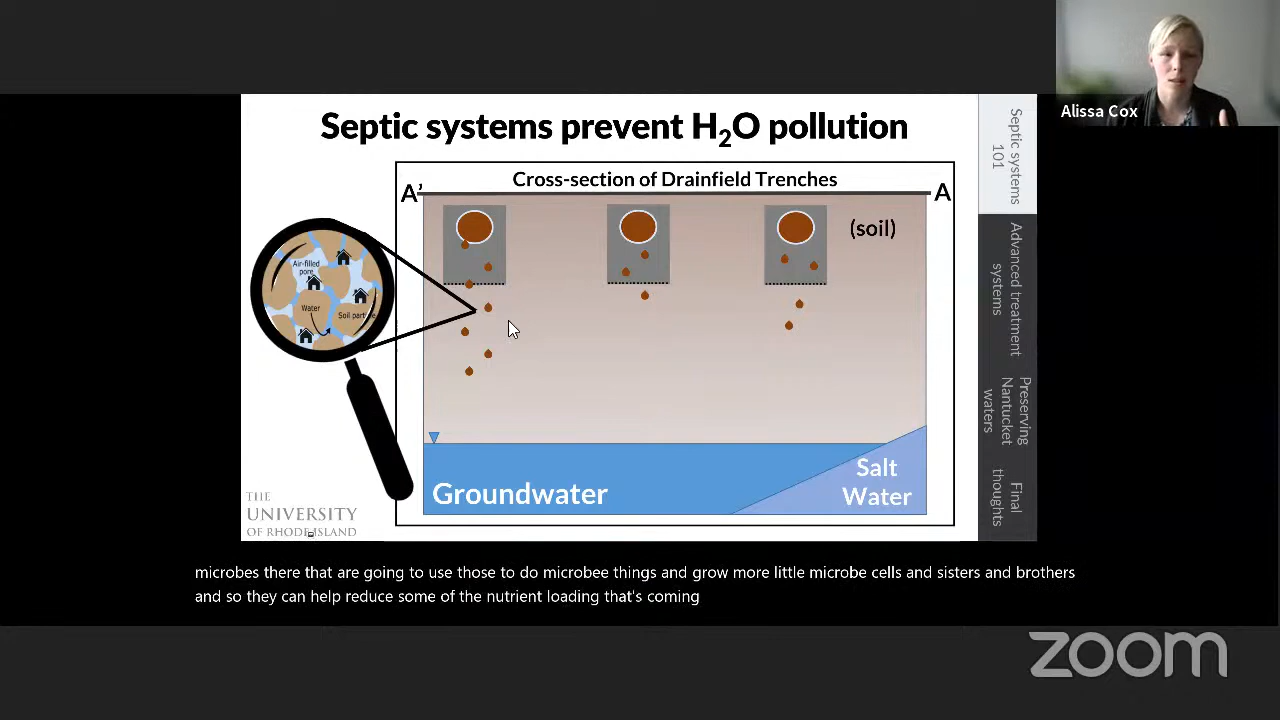 Alissa Cox
Septic systems prevent H₂O pollution
Cross-section of Drainfield Trenches
A'
A
(soil)
Air-filled
pore
Water
Soil partic
Groundwater
Salt
Water
THE
UNIVERSITY
OF RHODE ISLAND
Septic systems
101
Advanced treatment
systems
Preserving
Nantucket
waters
Final
thoughts
microbes there that are going to use those to do microbee things and grow more little microbe cells and sisters and brothers
and so they can help reduce some of the nutrient loading that's coming
zoom